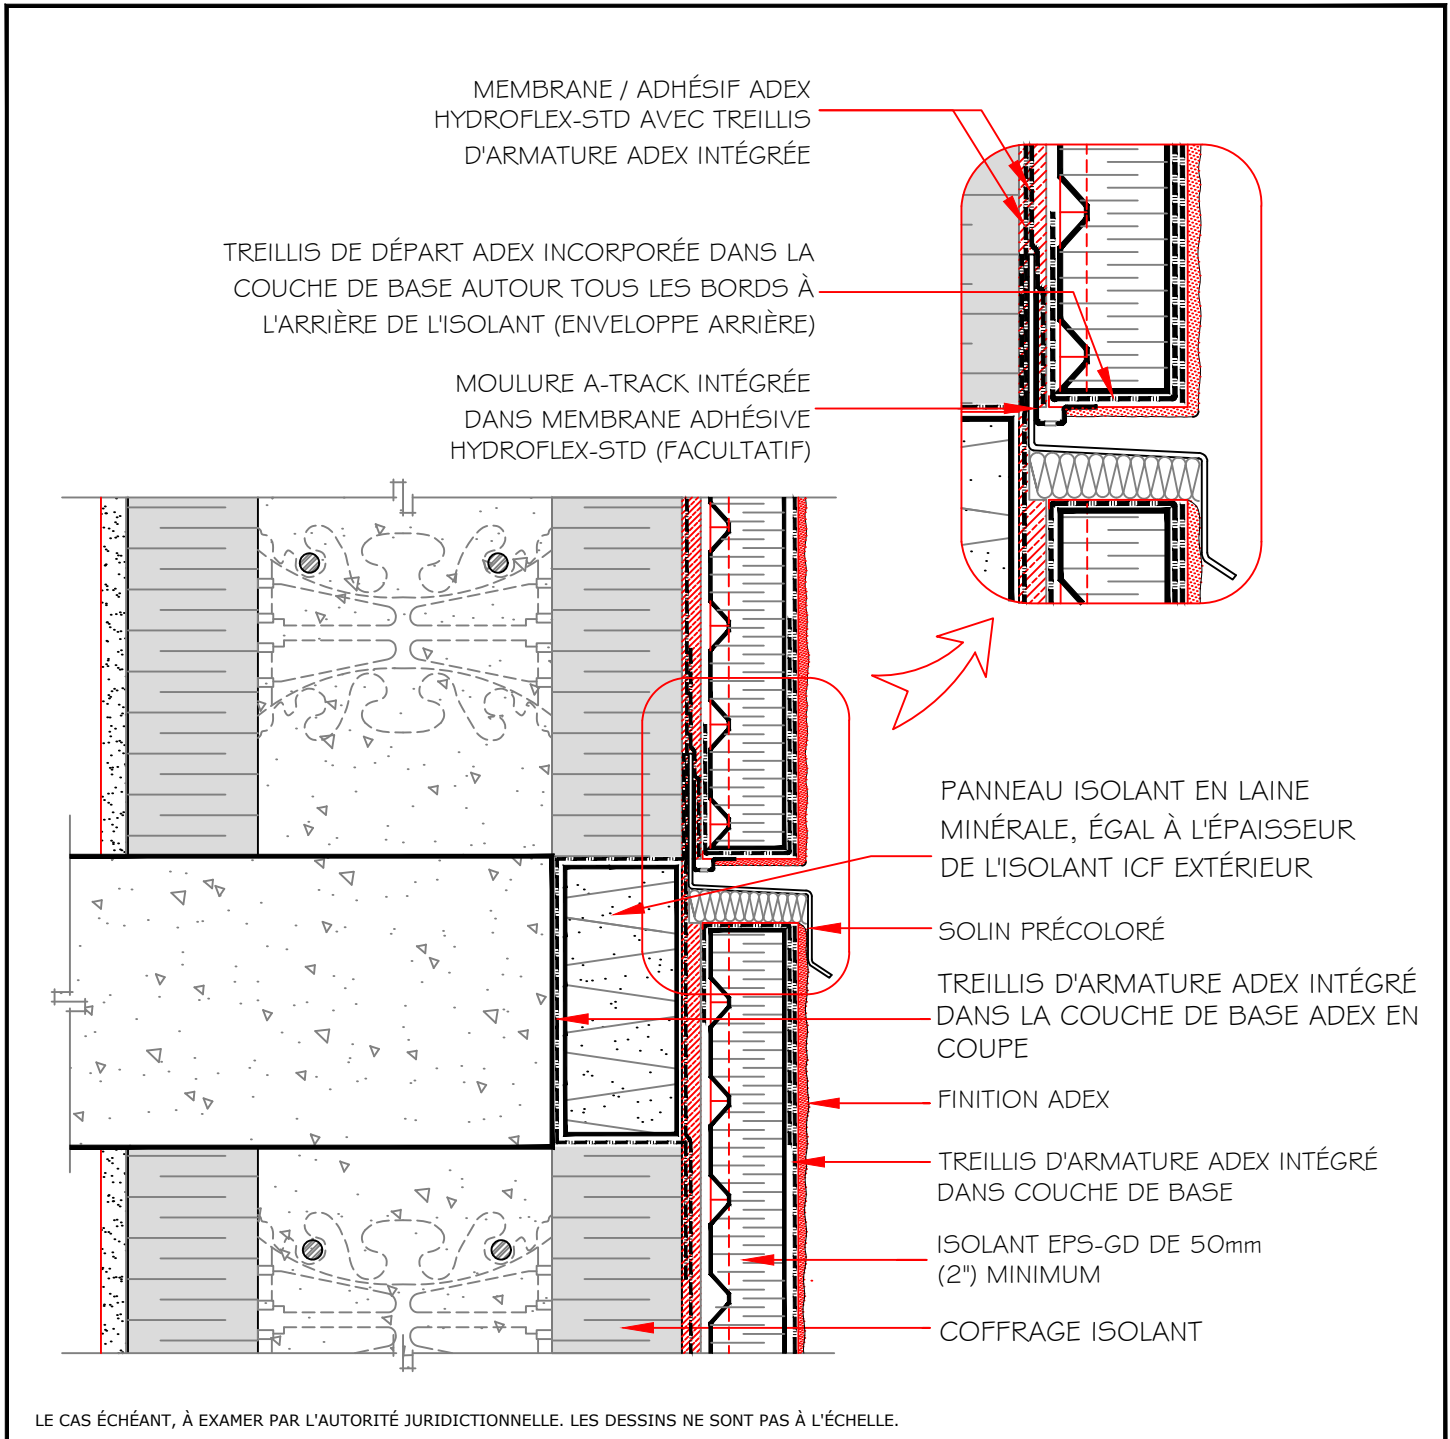 MEMBRANE / ADHÉSIF ADEX
HYDROFLEX-STD AVEC TREILLIS
D'ARMATURE ADEX INTÉGRÉE
TREILLIS DE DÉPART ADEX INCORPORÉE DANS LA
COUCHE DE BASE AUTOUR TOUS LES BORDS À
L'ARRIÈRE DE L'ISOLANT (ENVELOPPE ARRIÈRE)
MOULURE A-TRACK INTÉGRÉE
DANS MEMBRANE ADHÉSIVE
HYDROFLEX-STD (FACULTATIF)
PANNEAU ISOLANT EN LAINE
MINÉRALE, ÉGAL À L'ÉPAISSEUR
DE L'ISOLANT ICF EXTÉRIEUR
SOLIN PRÉCOLORÉ
TREILLIS D'ARMATURE ADEX INTÉGRÉ
DANS LA COUCHE DE BASE ADEX EN
COUPE
FINITION ADEX
TREILLIS D'ARMATURE ADEX INTÉGRÉ
DANS COUCHE DE BASE
ISOLANT EPS-GD DE 50mm
(2") MINIMUM
COFFRAGE ISOLANT
LE CAS ÉCHÉANT, À EXAMER PAR L'AUTORITÉ JURIDICTIONNELLE. LES DESSINS NE SONT PAS À L'ÉCHELLE.